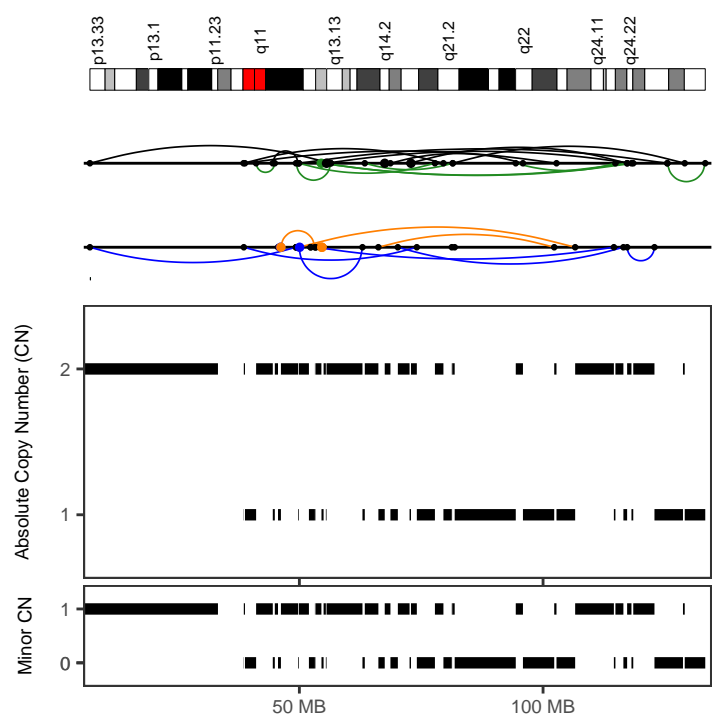 p13.33
p13.1
p11.23
q11
q13.13
q14.2
q21.2
q22
q24.11
q24.22
Absolute Copy Number (CN)
2
1
Minor CN
1
0
50 MB
100 MB